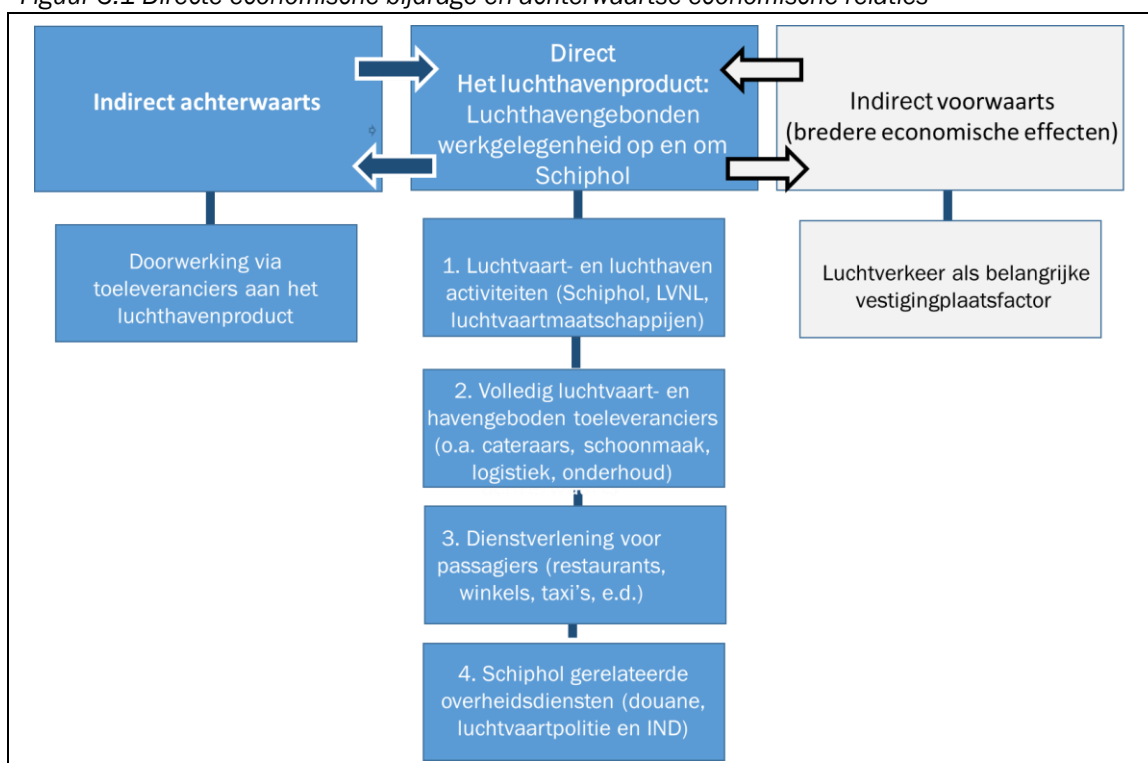 Figuur 3.1 Directe economische bijdrage en achterwaartse economische relaties
Indirect achterwaarts
Direct
Het luchthavenproduct:
Luchthavengebonden
werkgelegenheid op en om
Schiphol
Indirect voorwaarts
(bredere economische effecten)
Doorwerking via
toeleveranciers aan het
luchthavenproduct
1. Luchtvaart- en luchthaven
activiteiten (Schiphol, LVNL,
luchtvaartmaatschappijen)
Luchtverkeer als belangrijke
vestigingplaatsfactor
2. Volledig luchtvaart- en
havengeboden toeleveranciers
(o.a. cateraars, schoonmaak,
logistiek, onderhoud)
3. Dienstverlening voor
passagiers (restaurants,
winkels, taxi's, e.d.)
4. Schiphol gerelateerde
overheidsdiensten (douane,
luchtvaartpolitie en IND)